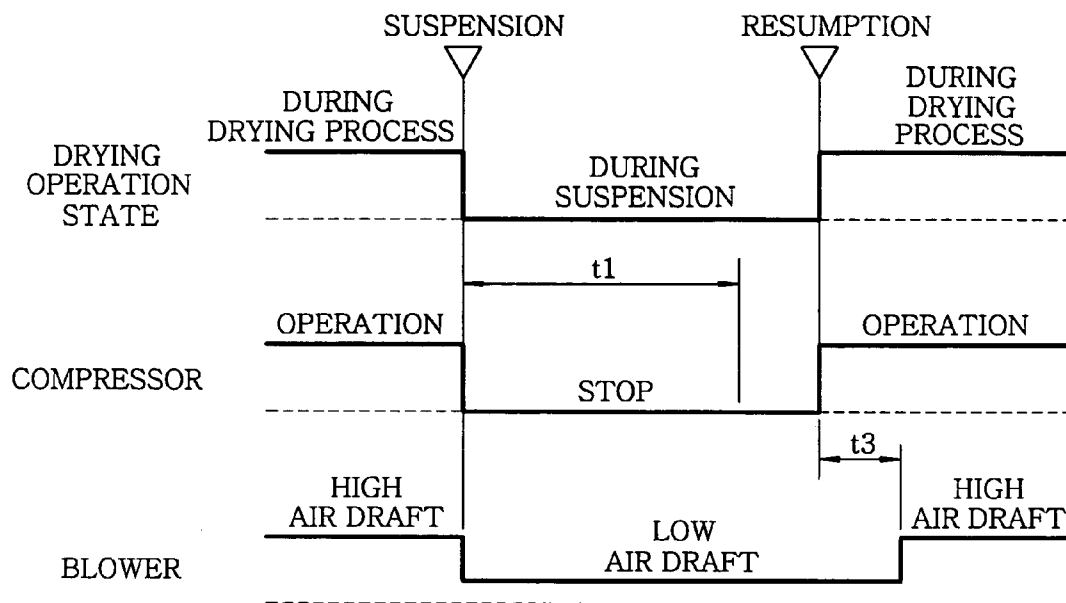 SUSPENSION
RESUMPTION
DURING
DRYING PROCESS
DURING
DRYING
PROCESS
DRYING
OPERATION
STATE
DURING
SUSPENSION
t1
OPERATION
OPERATION
COMPRESSOR
STOP
t3
HIGH
AIR DRAFT
LOW
AIR DRAFT
HIGH
AIR DRAFT
BLOWER